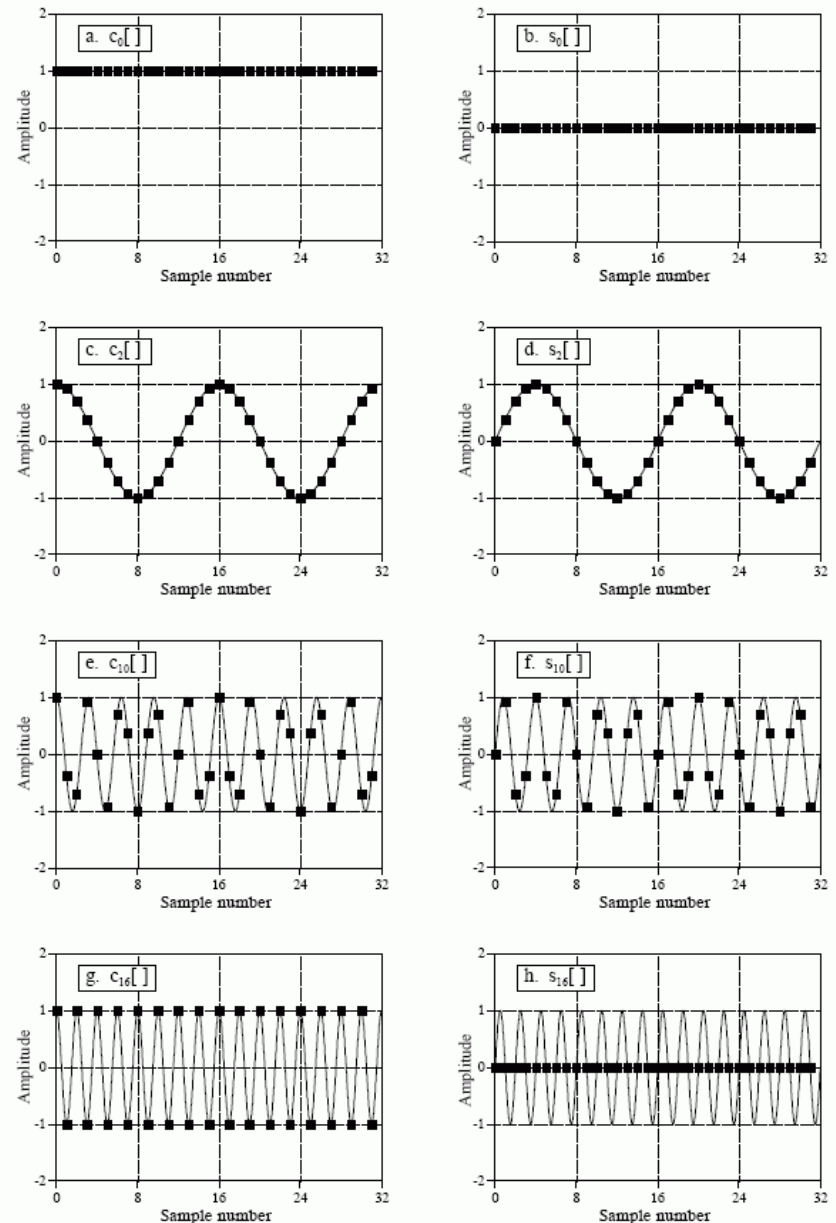 a. c0[ ]
2
1
0
-1
-2
Amplitude
0 8 16 24 32
Sample number
b. s0[ ]
2
1
0
-1
-2
Amplitude
0 8 16 24 32
Sample number
c. c2[ ]
2
1
0
-1
-2
Amplitude
0 8 16 24 32
Sample number
d. s2[ ]
2
1
0
-1
-2
Amplitude
0 8 16 24 32
Sample number
e. c10[ ]
2
1
0
-1
-2
Amplitude
0 8 16 24 32
Sample number
f. s10[ ]
2
1
0
-1
-2
Amplitude
0 8 16 24 32
Sample number
g. c16[ ]
2
1
0
-1
-2
Amplitude
0 8 16 24 32
Sample number
h. s16[ ]
2
1
0
-1
-2
Amplitude
0 8 16 24 32
Sample number